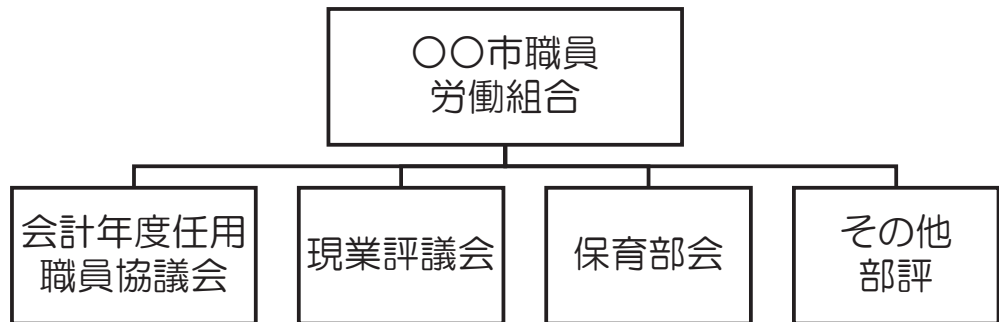 〇〇市職員
労働組合
会計年度任用
職員協議会
現業評議会
保育部会
その他
部評